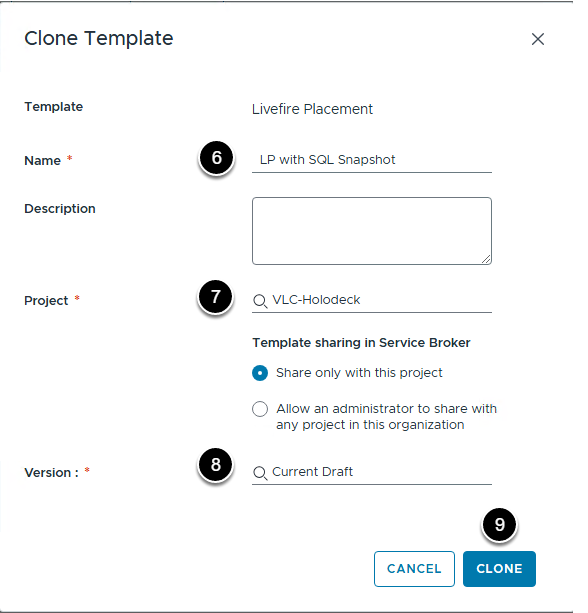 Clone Template
Template
Livefire Placement
Name *
6
LP with SQL Snapshot
Description
Project *
7
VLC-Holodeck
Template sharing in Service Broker
Share only with this project
Allow an administrator to share with
any project in this organization
Version : *
8
Current Draft
9
CANCEL
CLONE